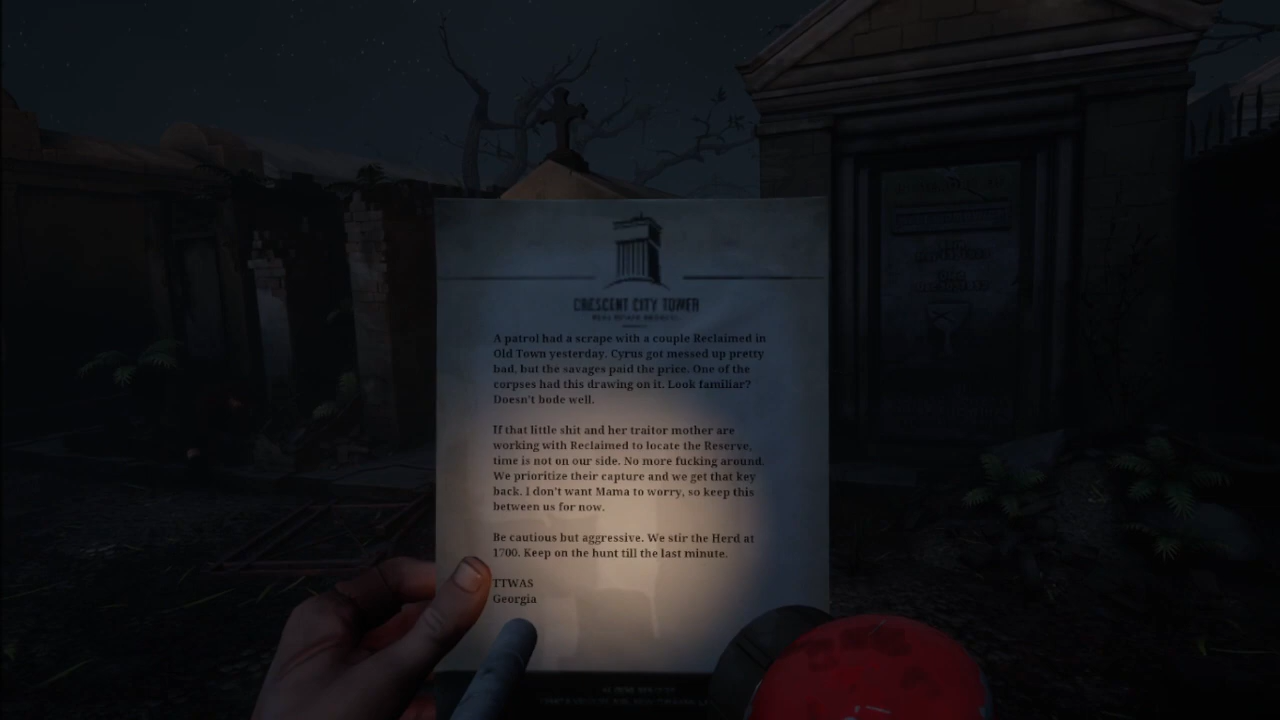 CRESCENT CITY TOWER
A patrol had a scrape with a couple Reclaimed in
Old Town yesterday. Cyrus got messed up pretty
bad, but the savages paid the price. One of the
corpses had this drawing on it. Look familiar?
Doesn't bode well.
If that little shit and her traitor mother are
working with Reclaimed to locate the Reserve,
time is not on our side. No more fucking around.
We prioritize their capture and we get that key
back. I don't want Mama to worry, so keep this
between us for now.
Be cautious but aggressive. We stir the Herd at
1700. Keep on the hunt till the last minute.
TTWAS
Georgia